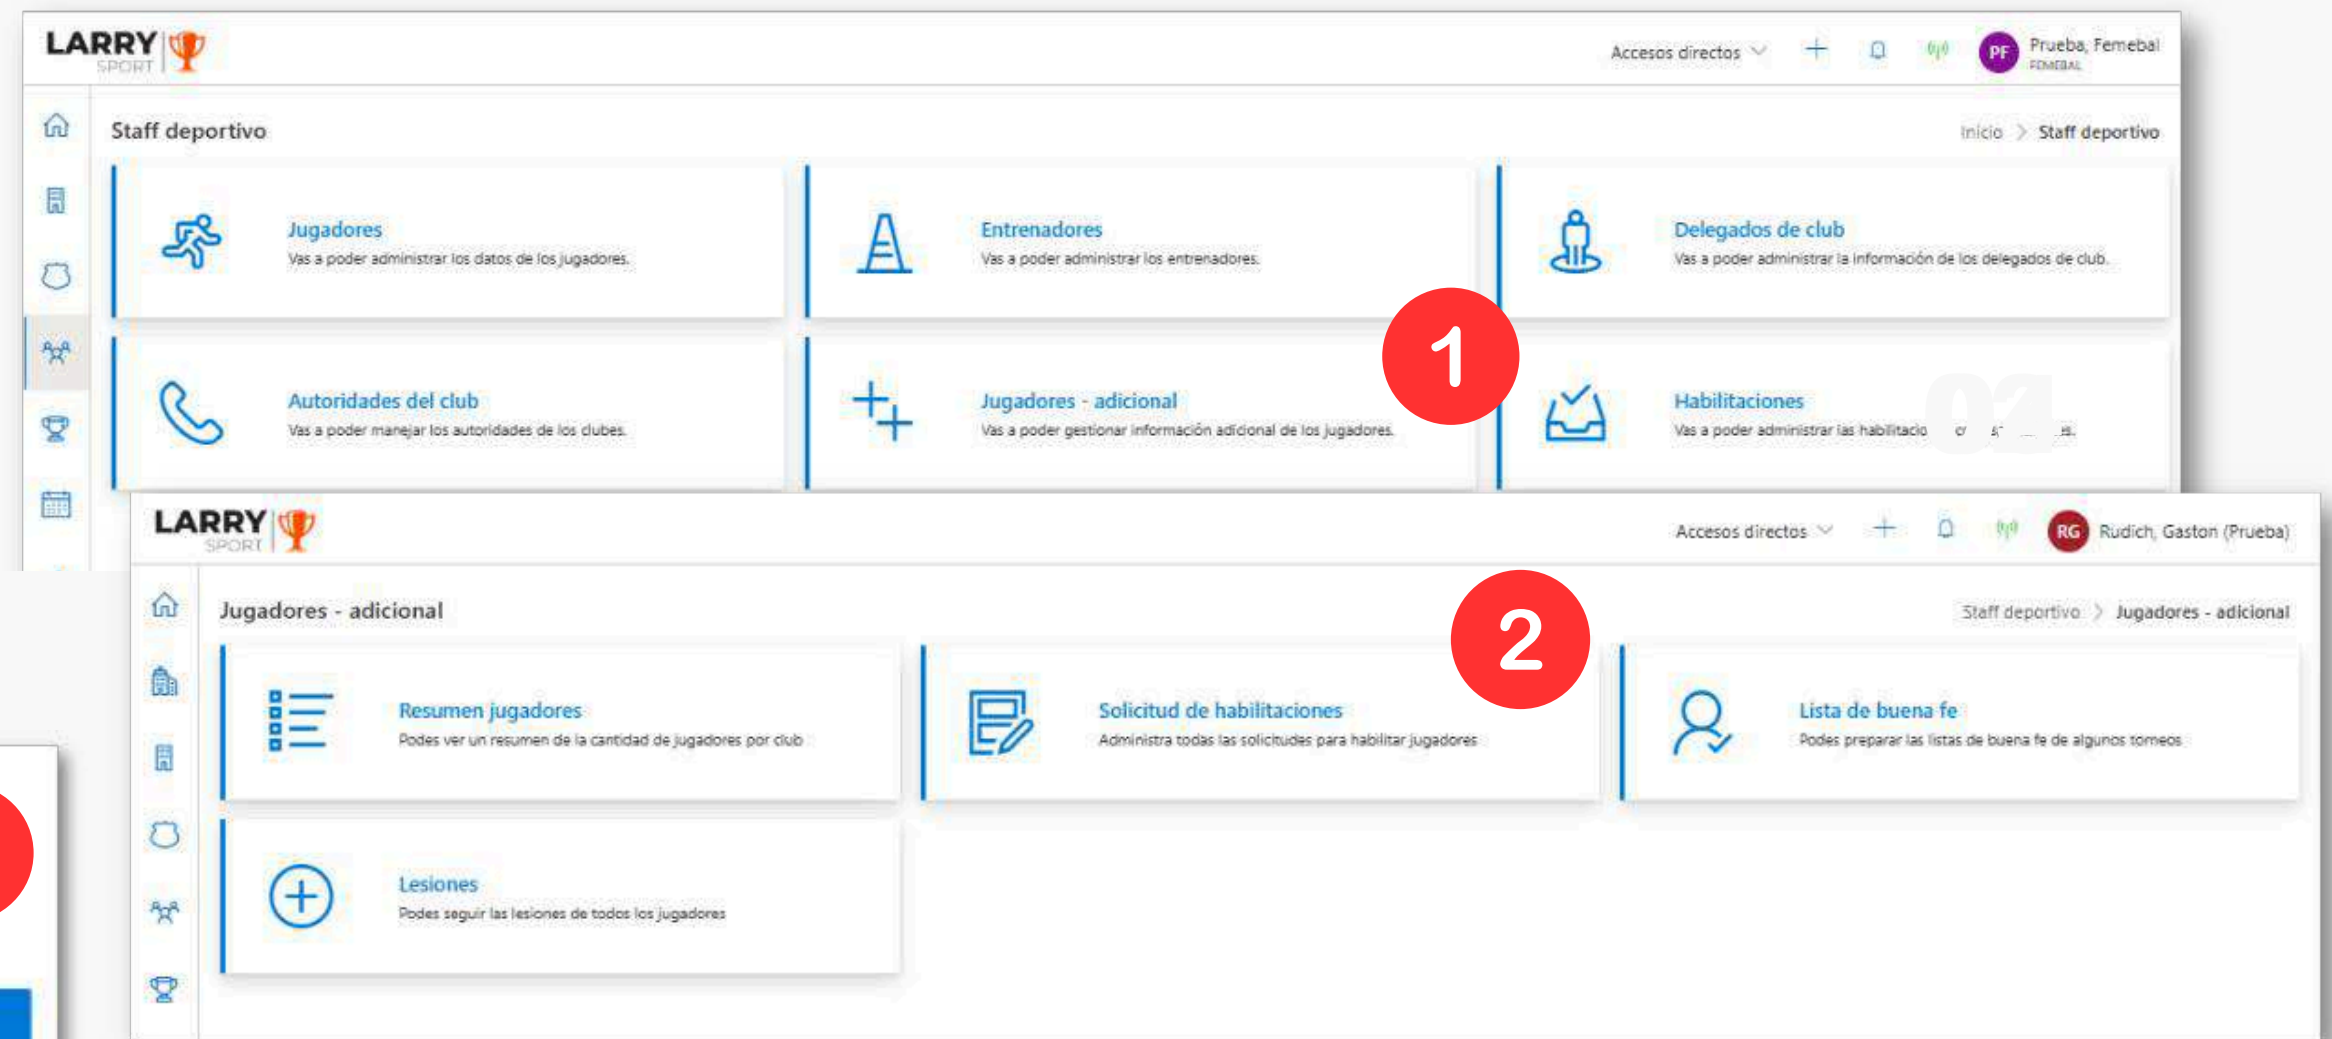 LARRY
SPORT
Accesos directos
PF
Prueba, Femebal
FEMEBAL
Staff deportivo
Inicio > Staff deportivo
Jugadores
Vas a poder administrar los datos de los jugadores.
Entrenadores
Vas a poder administrar los entrenadores.
Delegados de club
Vas a poder administrar la información de los delegados de club.
1
Autoridades del club
Vas a poder manejar los autoridades de los clubes.
Jugadores - adicional
Vas a poder gestionar información adicional de los jugadores.
Habilitaciones
Vas a poder administrar las
LARRY
SPORT
Accesos directos
RG
Rudich, Gaston (Prueba)
Jugadores - adicional
2
Staff deportivo > Jugadores - adicional
Resumen jugadores
Podes ver un resumen de la cantidad de jugadores por club
Solicitud de habilitaciones
Administra todas las solicitudes para habilitar jugadores
Lista de buena fe
Podes preparar las listas de buena fe de algunos torneos
Lesiones
Podes seguir las lesiones de todos los jugadores